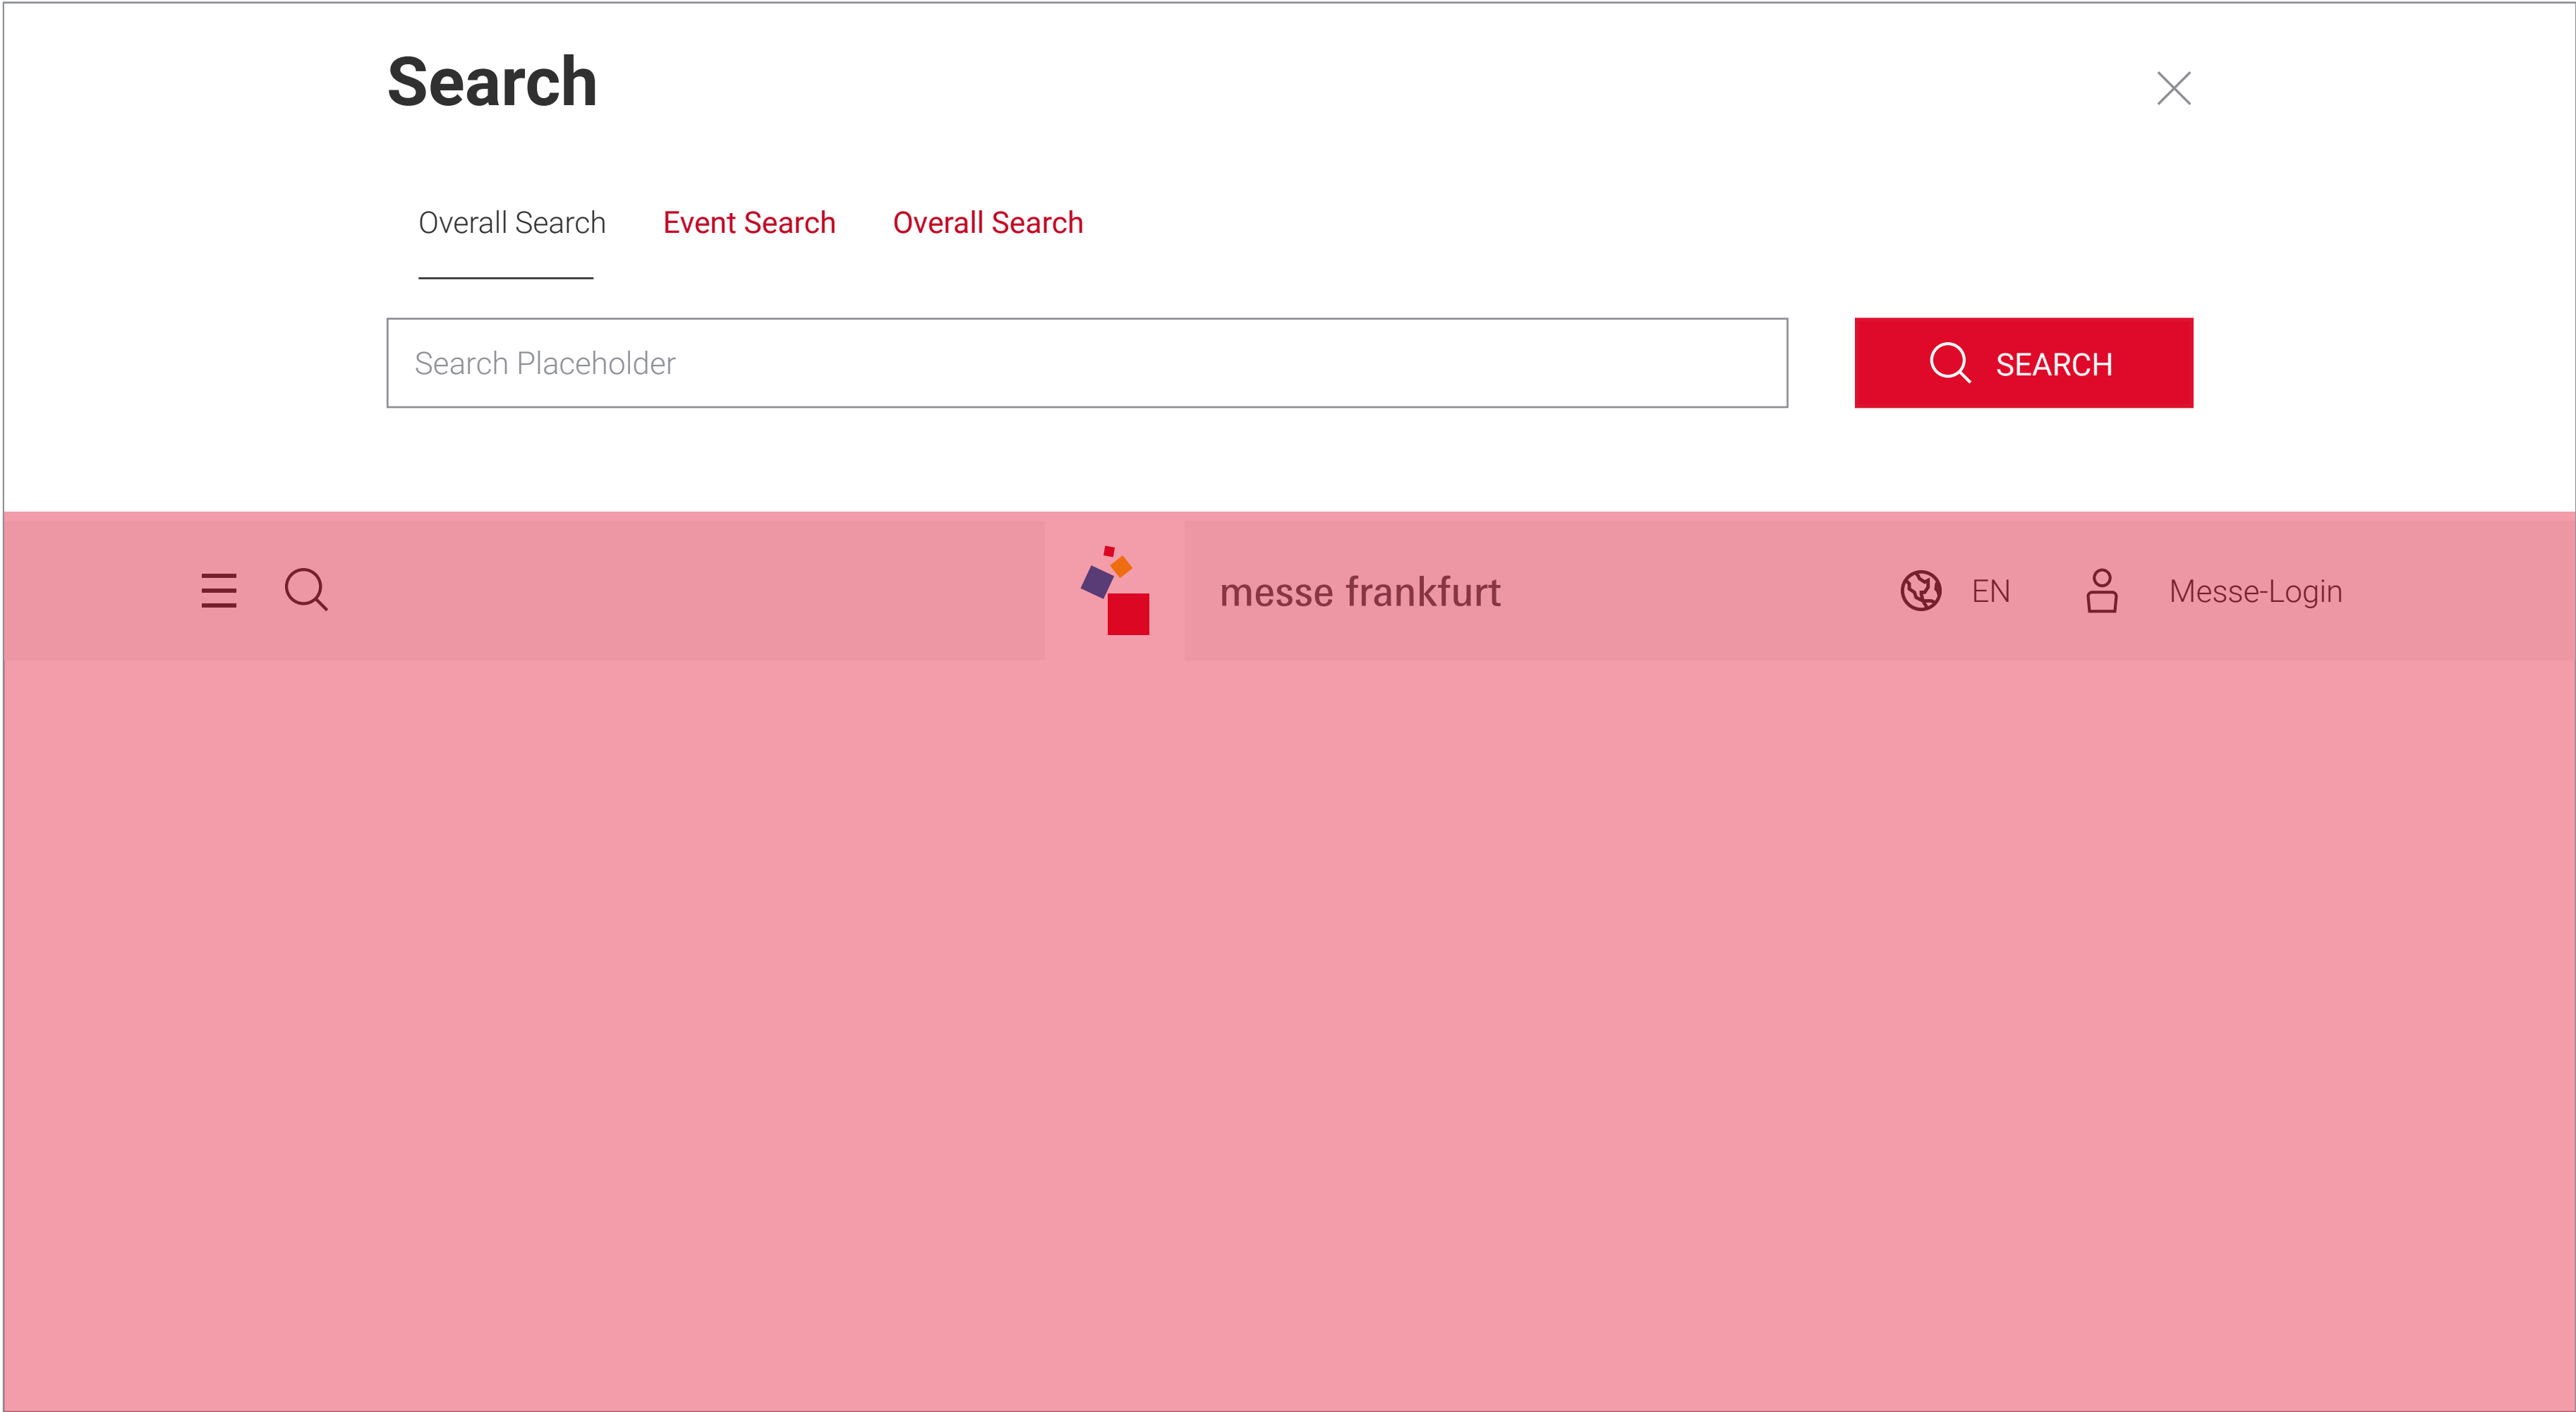 Search
Overall Search Event Search Overall Search
Search Placeholder SEARCH
messe frankfurt EN Messe-Login